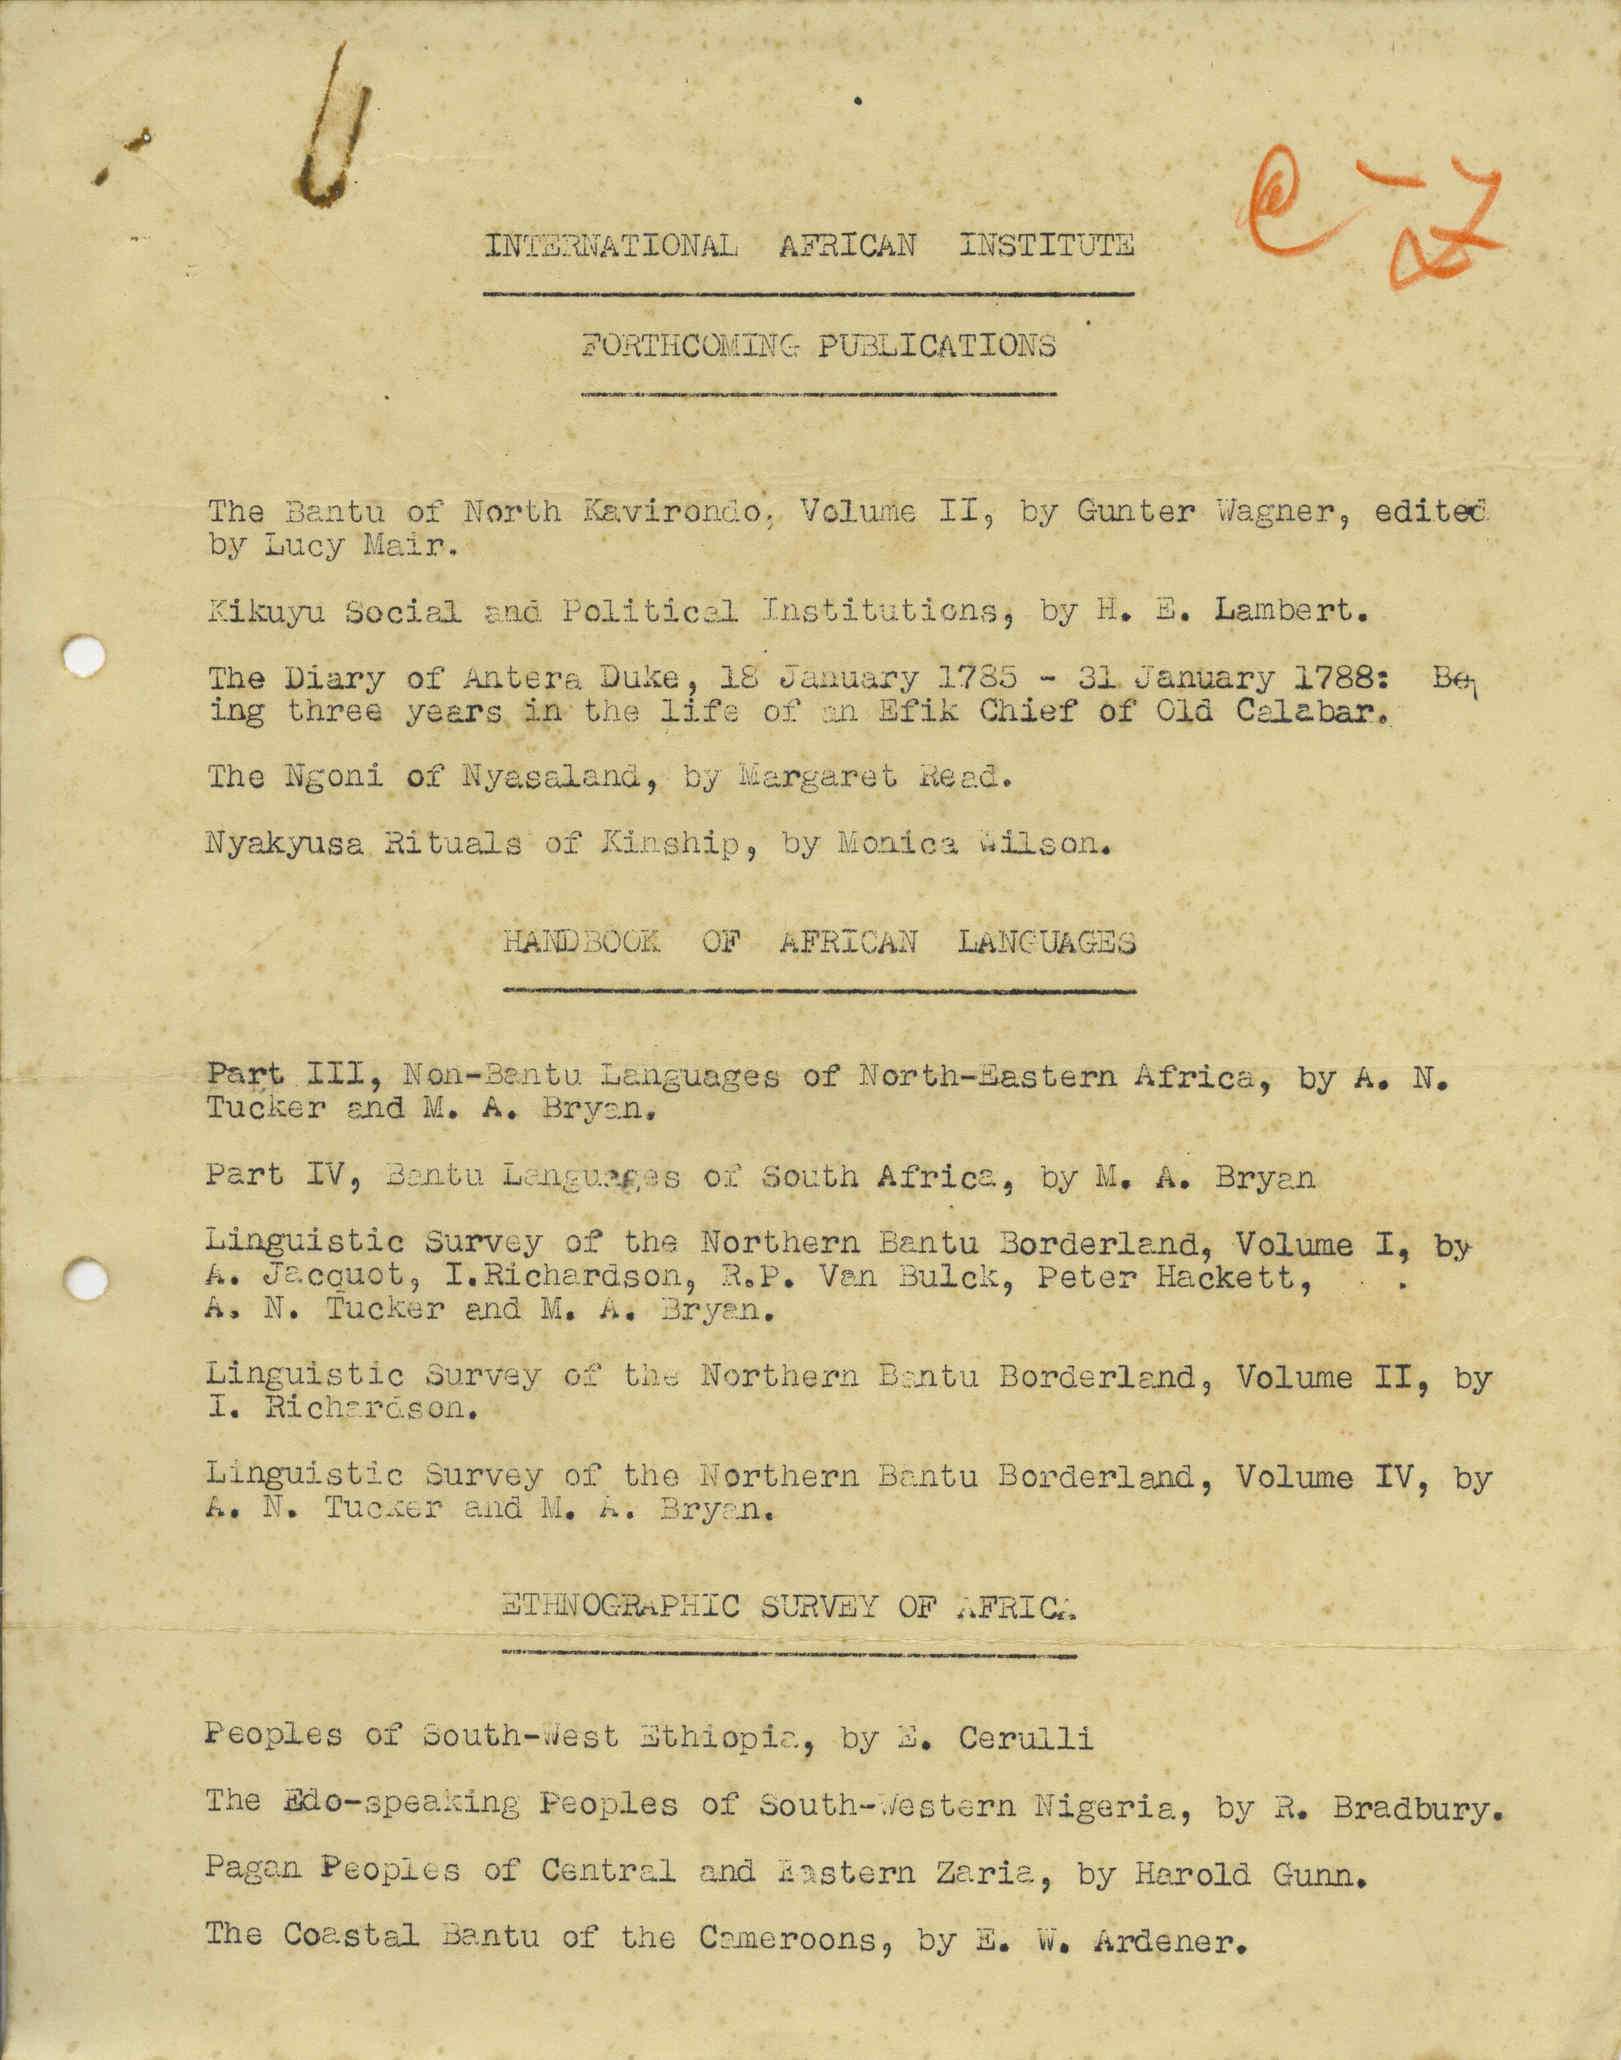 INTERNATIONAL AFRICAN INSTITUTE
FORTHCOMING PUBLICATIONS
The Bantu of North Kavirondo, Volume II, by Gunter Wagner, edited
by Lucy Mair.
Kikuyu Social and Political Institutions, by H. E. Lambert.
The Diary of Antera Duke, 18 January 1785 - 31 January 1788: Be-
ing three years in the life of an Efik Chief of Old Calabar.
The Ngoni of Nyasaland, by Margaret Read.
Nyakyusa Rituals of Kinship, by Monica Wilson.
HANDBOOK OF AFRICAN LANGUAGES
Part III, Non-Bantu Languages of North-Eastern Africa, by A. N.
Tucker and M. A. Bryan.
Part IV, Bantu Languages of South Africa, by M. A. Bryan
Linguistic Survey of the Northern Bantu Borderland, Volume I, by
A. Jacquot, I.Richardson, R.P. Van Bulck, Peter Hackett,
A. N. Tucker and M. A. Bryan.
Linguistic Survey of the Northern Bantu Borderland, Volume II, by
I. Richardson.
Linguistic Survey of the Northern Bantu Borderland, Volume IV, by
A. N. Tucker and M. A. Bryan.
ETHNOGRAPHIC SURVEY OF AFRICA
Peoples of South-West Ethiopia, by E. Cerulli
The Edo-speaking Peoples of South-Western Nigeria, by R. Bradbury.
Pagan Peoples of Central and Eastern Zaria, by Harold Gunn.
The Coastal Bantu of the Cameroons, by E. W. Ardener.